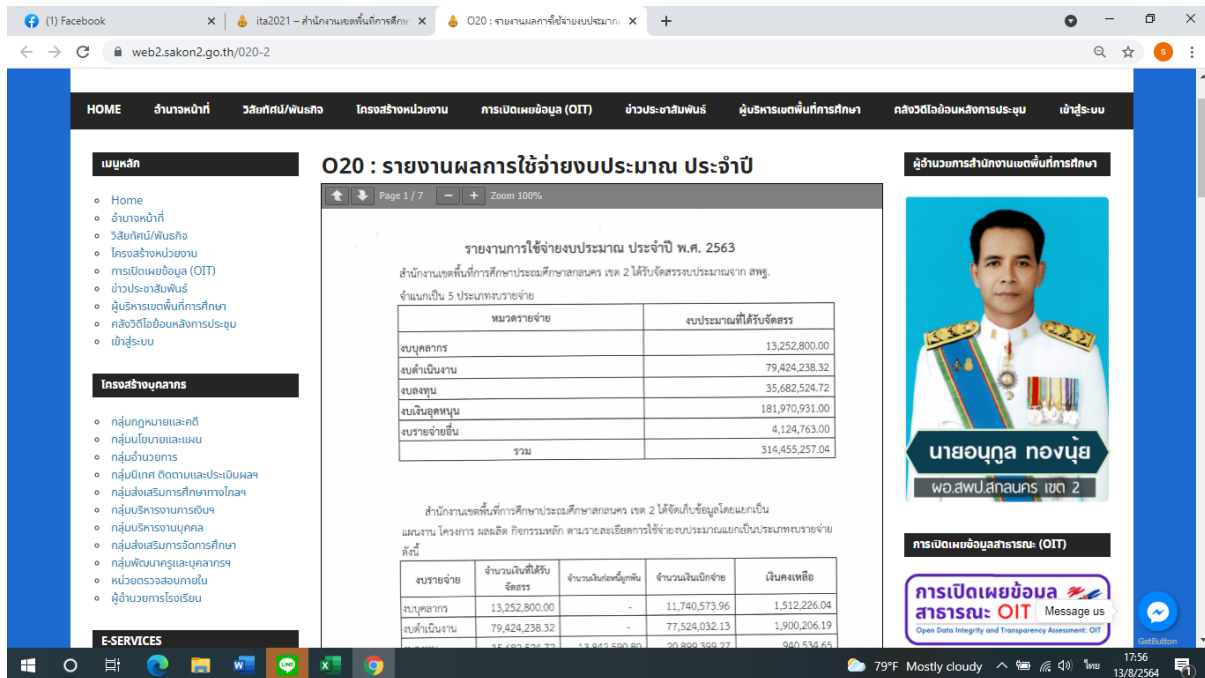 (1) Facebook
ita2021 – สำนักงานเขตพื้นที่การศึกษ
O20 : รายงานผลการใช้จ่ายงบประมาณ
web2.sakon2.go.th/020-2
HOME อำนาจหน้าที่ วิสัยทัศน์/พันธกิจ โครงสร้างหน่วยงาน การเปิดเผยข้อมูล (OIT) ข่าวประชาสัมพันธ์ ผู้บริหารเขตพื้นที่การศึกษา คลังวิดีโอย้อนหลังการประชุม เข้าสู่ระบบ
เมนูหลัก
Home
อำนาจหน้าที่
วิสัยทัศน์/พันธกิจ
โครงสร้างหน่วยงาน
การเปิดเผยข้อมูล (OIT)
ข่าวประชาสัมพันธ์
ผู้บริหารเขตพื้นที่การศึกษา
คลังวิดีโอย้อนหลังการประชุม
เข้าสู่ระบบ
โครงสร้างบุคลากร
กลุ่มกฎหมายและคดี
กลุ่มนโยบายและแผน
กลุ่มอำนวยการ
กลุ่มนิเทศ ติดตามและประเมินผลฯ
กลุ่มส่งเสริมการศึกษาทางไกลฯ
กลุ่มบริหารงานการเงินฯ
กลุ่มบริหารงานบุคคล
กลุ่มส่งเสริมการจัดการศึกษา
กลุ่มพัฒนาครูและบุคลากรฯ
หน่วยตรวจสอบภายใน
ผู้อำนวยการโรงเรียน
E-SERVICES
O20 : รายงานผลการใช้จ่ายงบประมาณ ประจำปี
Page 1 / 7 Zoom 100%
รายงานการใช้จ่ายงบประมาณ ประจำปี พ.ศ. 2563
สำนักงานเขตพื้นที่การศึกษาประถมศึกษาสกลนคร เขต 2 ได้รับจัดสรรงบประมาณจาก สพฐ.
จำแนกเป็น 5 ประเภทงบรายจ่าย
หมวดรายจ่าย งบประมาณที่ได้รับจัดสรร
งบบุคลากร 13,252,800.00
งบดำเนินงาน 79,424,238.32
งบลงทุน 35,682,524.72
งบเงินอุดหนุน 181,970,931.00
งบรายจ่ายอื่น 4,124,763.00
รวม 314,455,257.04
สำนักงานเขตพื้นที่การศึกษาประถมศึกษาสกลนคร เขต 2 ได้จัดเก็บข้อมูลโดยแยกเป็น
แผนงาน โครงการ ผลผลิต กิจกรรมหลัก ตามรายละเอียดการใช้จ่ายงบประมาณแยกเป็นประเภทงบรายจ่าย
ดังนี้
งบรายจ่าย จำนวนเงินที่ได้รับจัดสรร จำนวนเงินก่อหนี้ผูกพัน จำนวนเงินเบิกจ่าย เงินคงเหลือ
งบบุคลากร 13,252,800.00 - 11,740,573.96 1,512,226.04
งบดำเนินงาน 79,424,238.32 - 77,524,032.13 1,900,206.19
35,682,524.72 13,842,590.80 20,899,399.27 940,534.65
ผู้อำนวยการสำนักงานเขตพื้นที่การศึกษา
นายอนุกูล ทองนุ้ย
ผอ.สพป.สกลนคร เขต 2
การเปิดเผยข้อมูลสาธารณะ (OIT)
การเปิดเผยข้อมูล
สาธารณะ OIT
Open Data Integrity and Transparency Assessment: OIT
Message us
GetButton
79°F Mostly cloudy
ไทย
17:56
13/8/2564